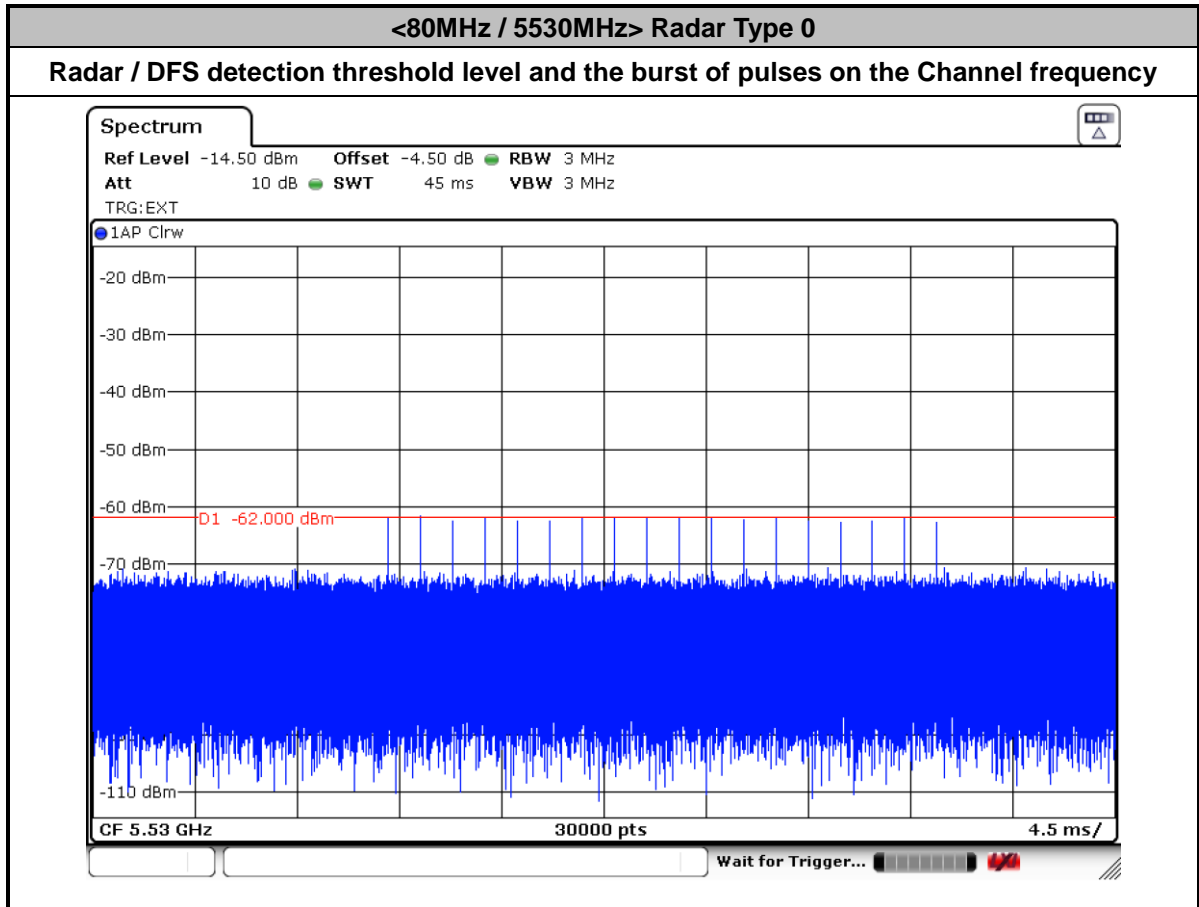 <80MHz / 5530MHz> Radar Type 0
Radar / DFS detection threshold level and the burst of pulses on the Channel frequency
Spectrum
Ref Level -14.50 dBm Offset -4.50 dB RBW 3 MHz
Att 10 dB SWT 45 ms VBW 3 MHz
TRG:EXT
1AP Clrw
-20 dBm
-30 dBm
-40 dBm
-50 dBm
-60 dBm
D1 -62.000 dBm
-70 dBm
-110 dBm
CF 5.53 GHz 30000 pts 4.5 ms/
Wait for Trigger...